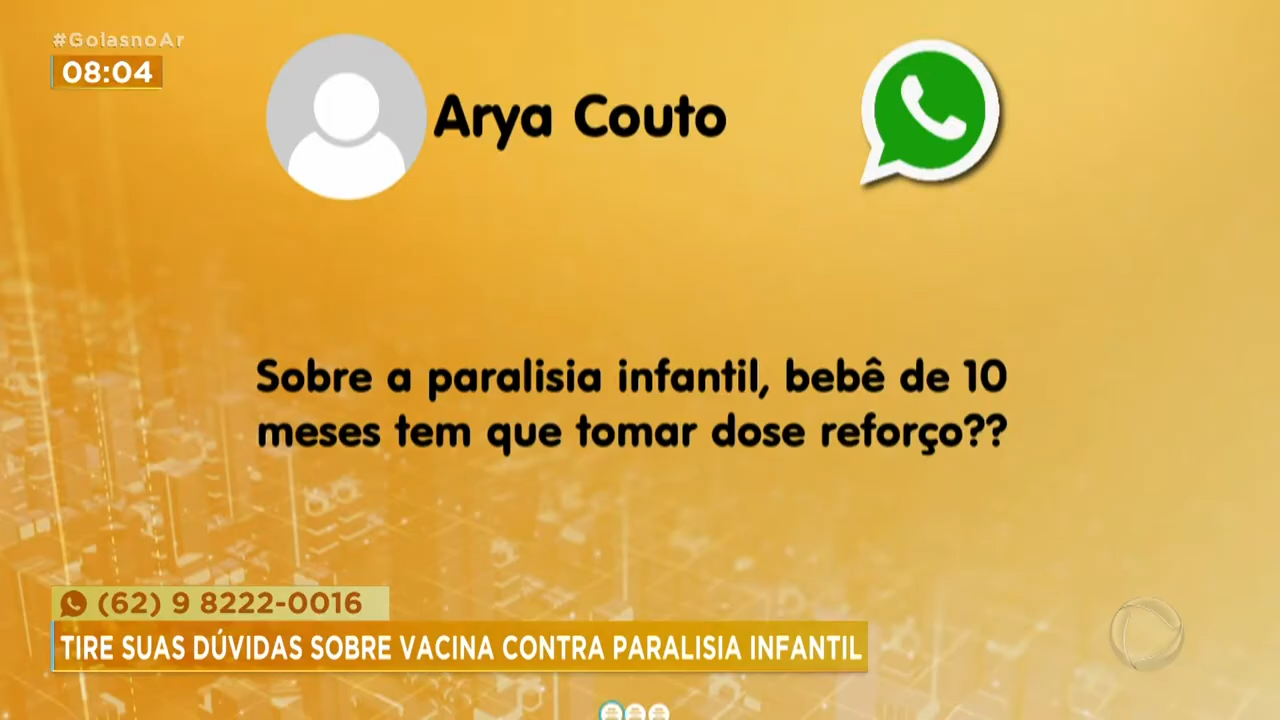 #GoiasnoAr
08:04
Arya Couto
Sobre a paralisia infantil, bebê de 10
meses tem que tomar dose reforço??
(62) 9 8222-0016
TIRE SUAS DÚVIDAS SOBRE VACINA CONTRA PARALISIA INFANTIL